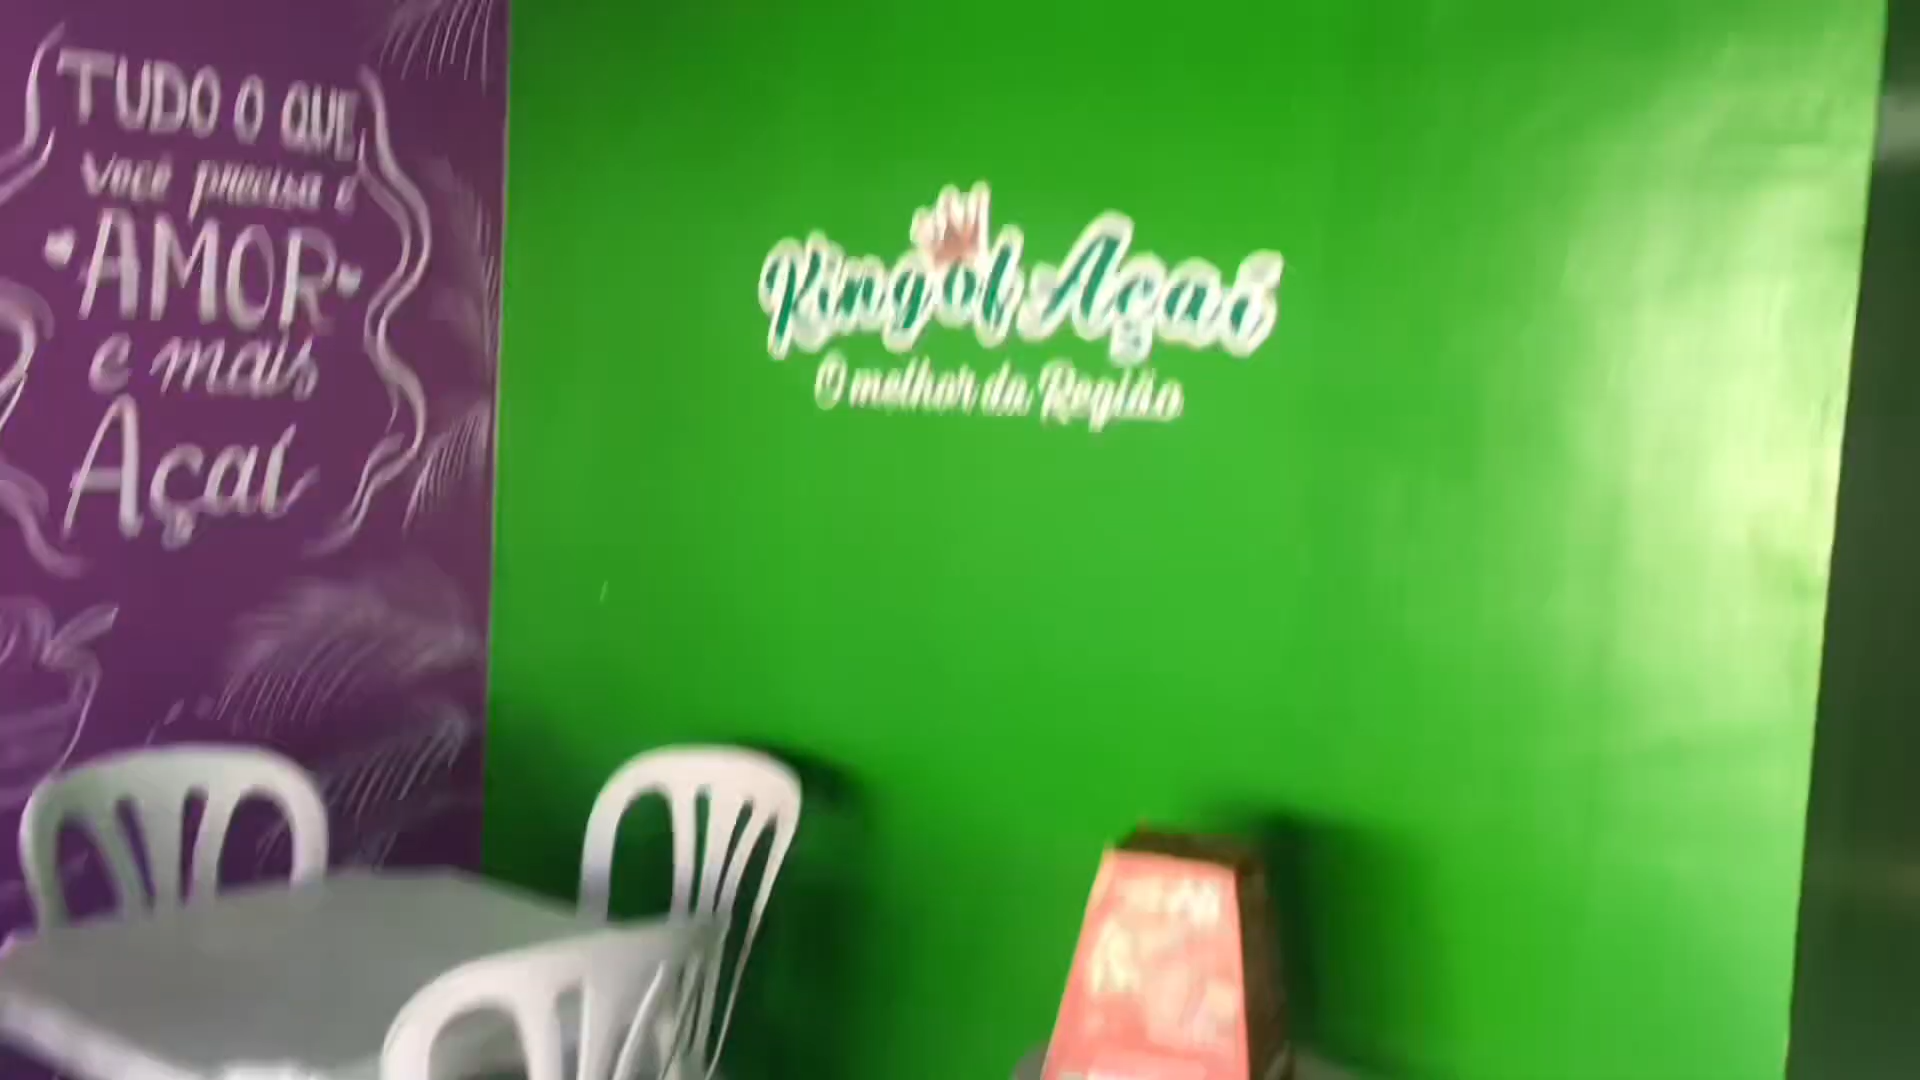 TUDO O QUE
você precisa é
AMOR
e mais
Açaí
King of Açaí
O melhor da Região